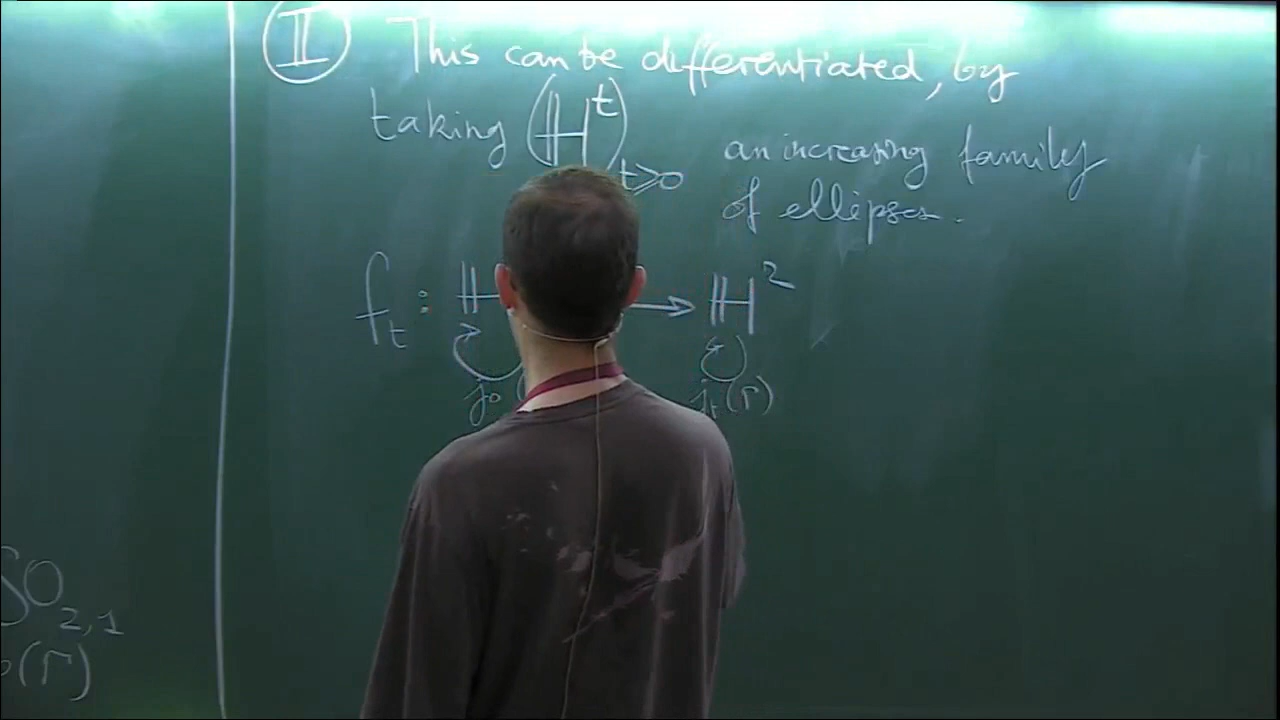 II This can be differentiated, by
taking (ℍ^t)_{t≥0} an increasing family
of ellipses.
f_t : ℍ → ℍ^2
j_0 ( j_t(Γ)
SO_{2,1}
(Γ)